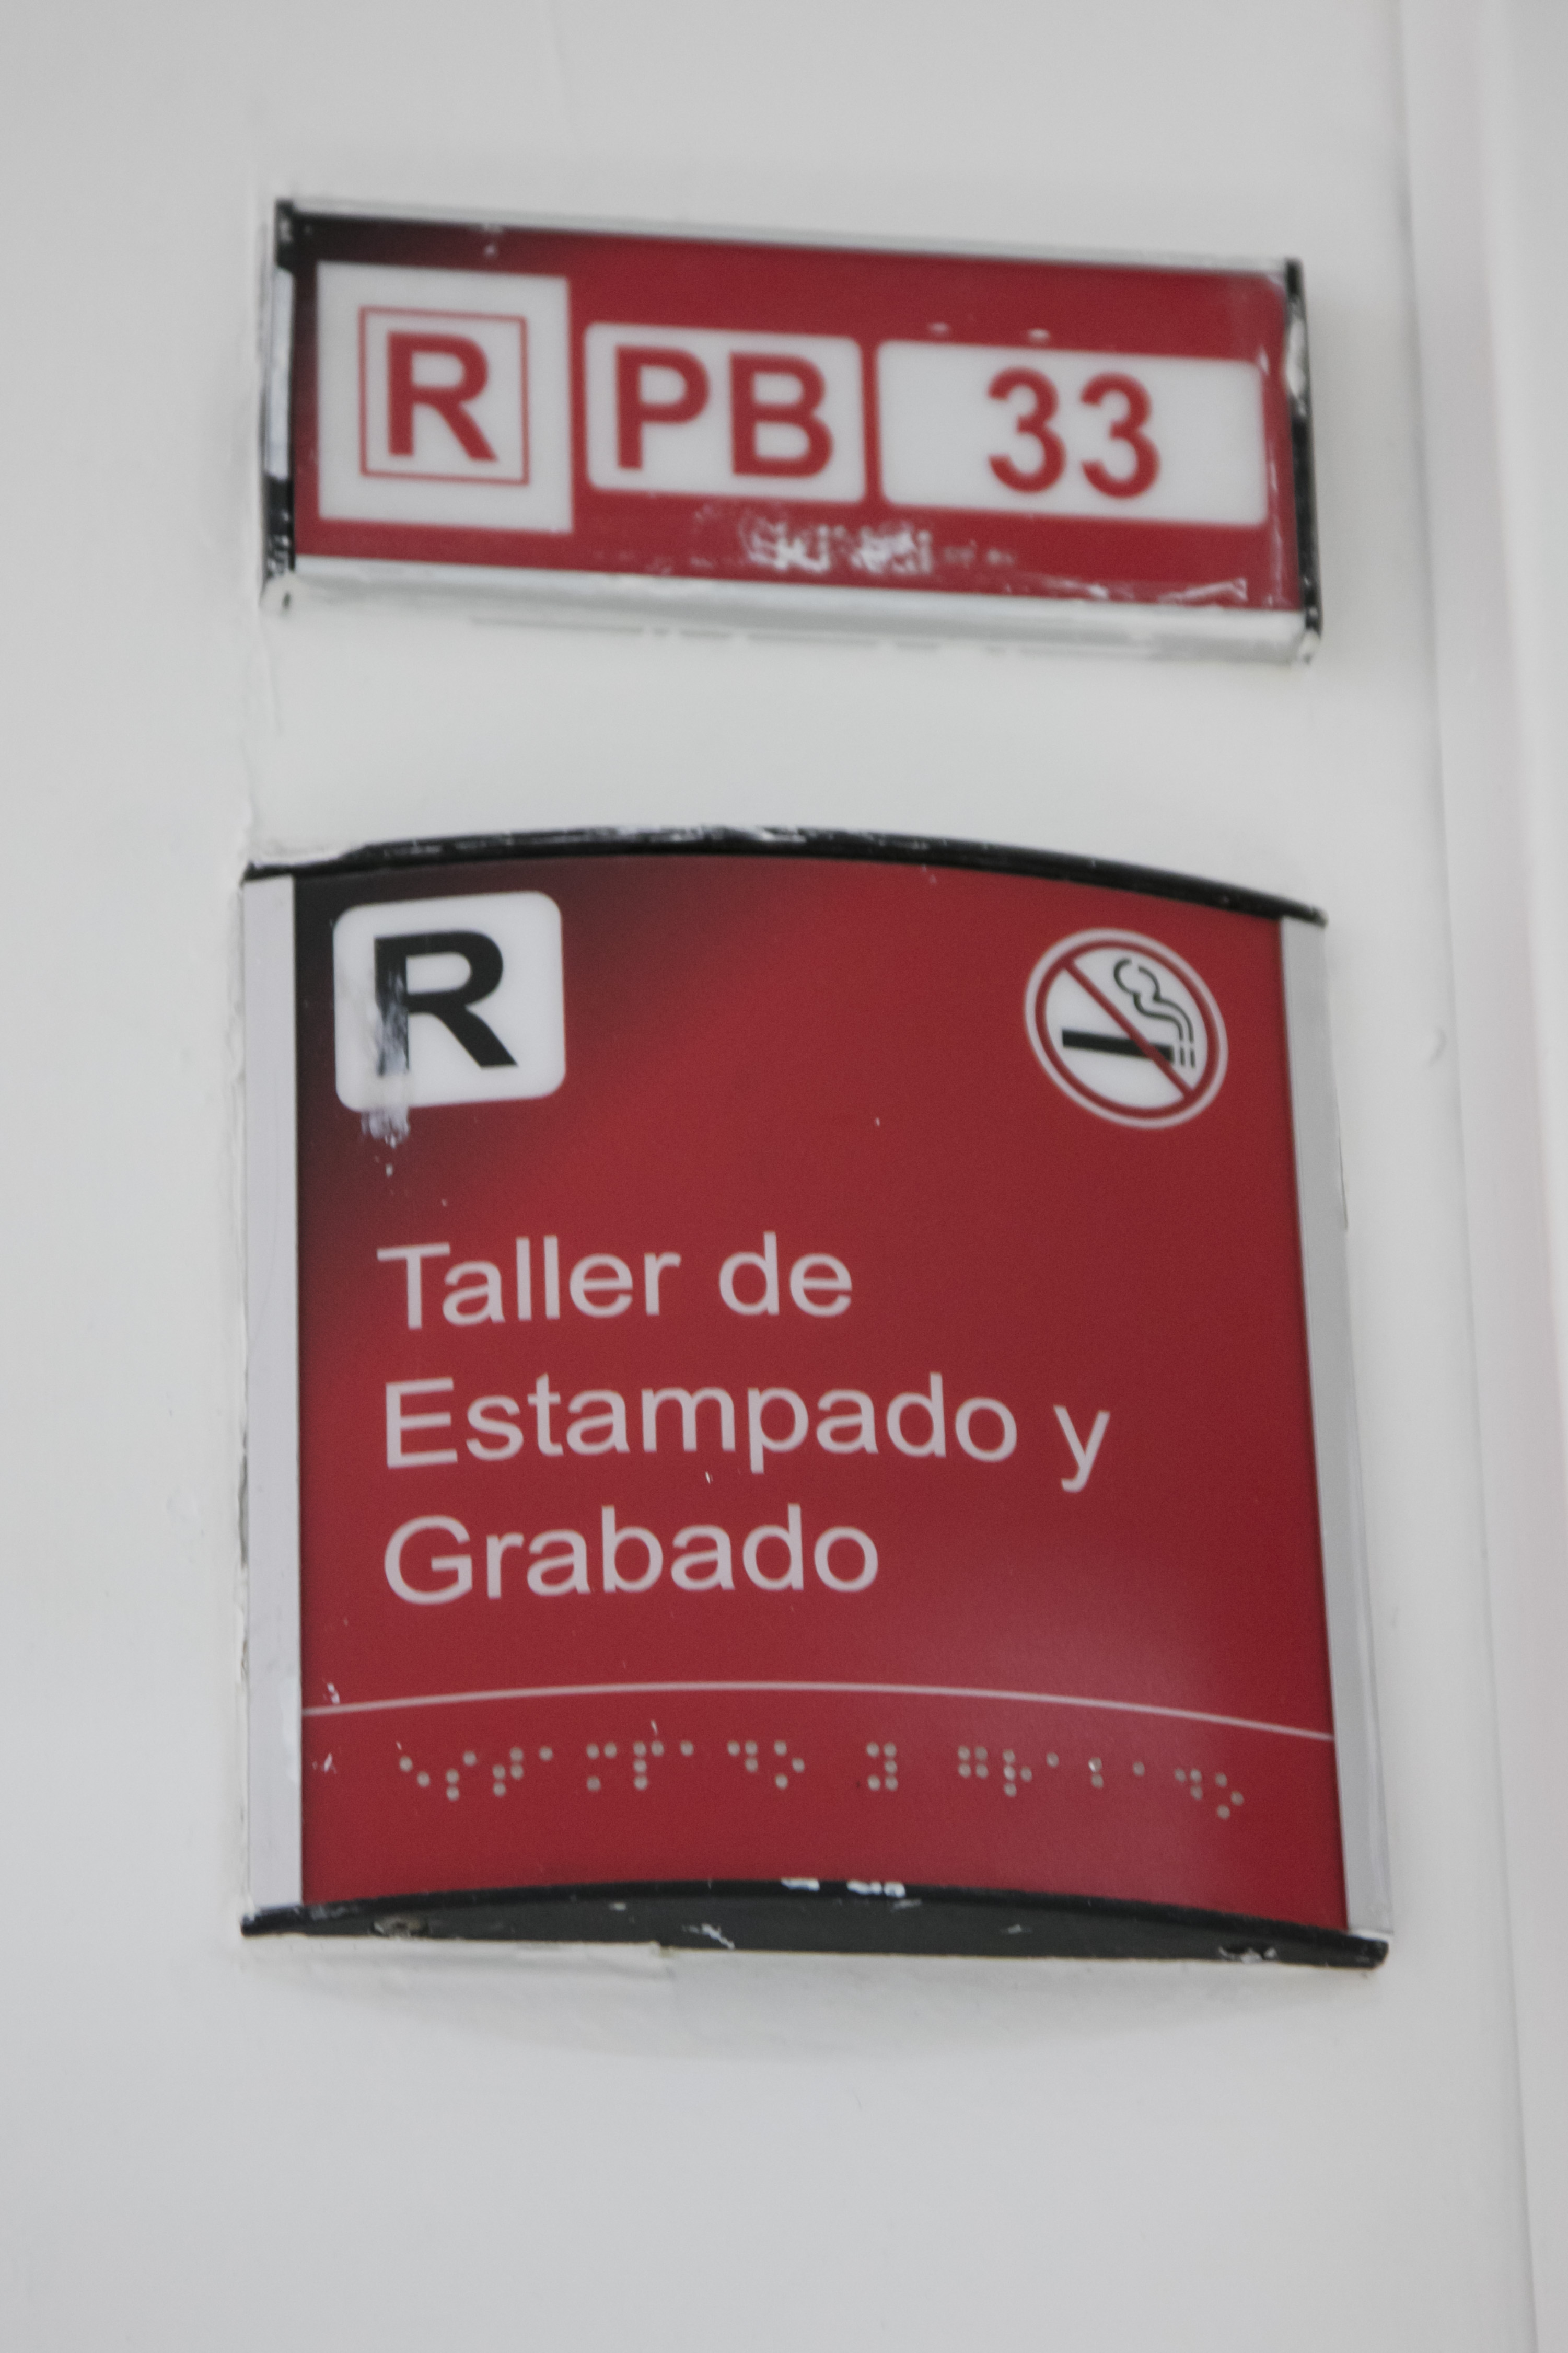 R PB 33
R
Taller de
Estampado y
Grabado
⠑⠎⠞⠁⠍⠏⠁⠙⠕ ⠽ ⠛⠗⠁⠃⠁⠙⠕